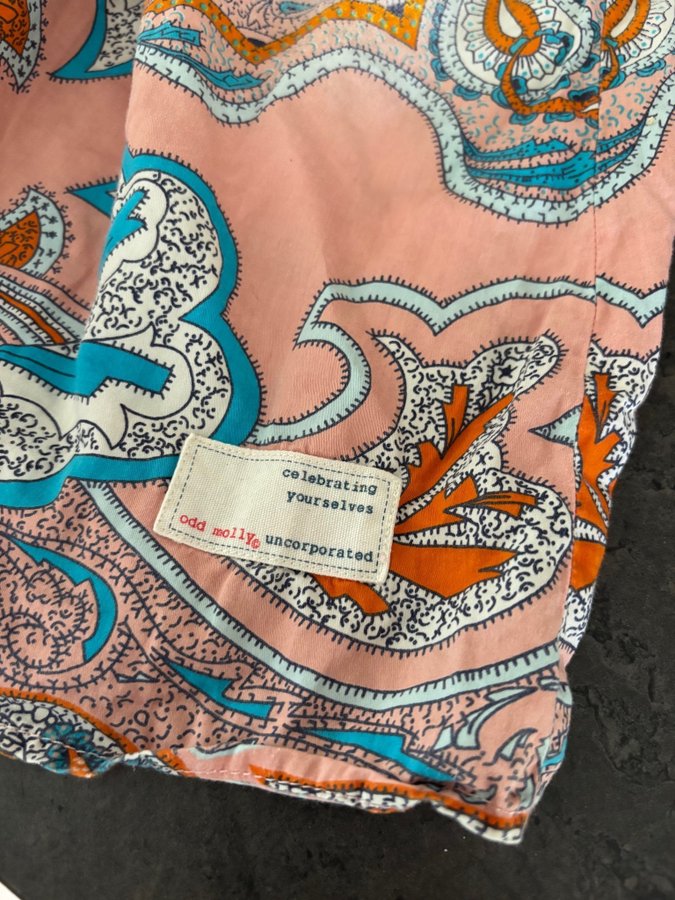 celebrating
yourselves
odd molly© uncorporated